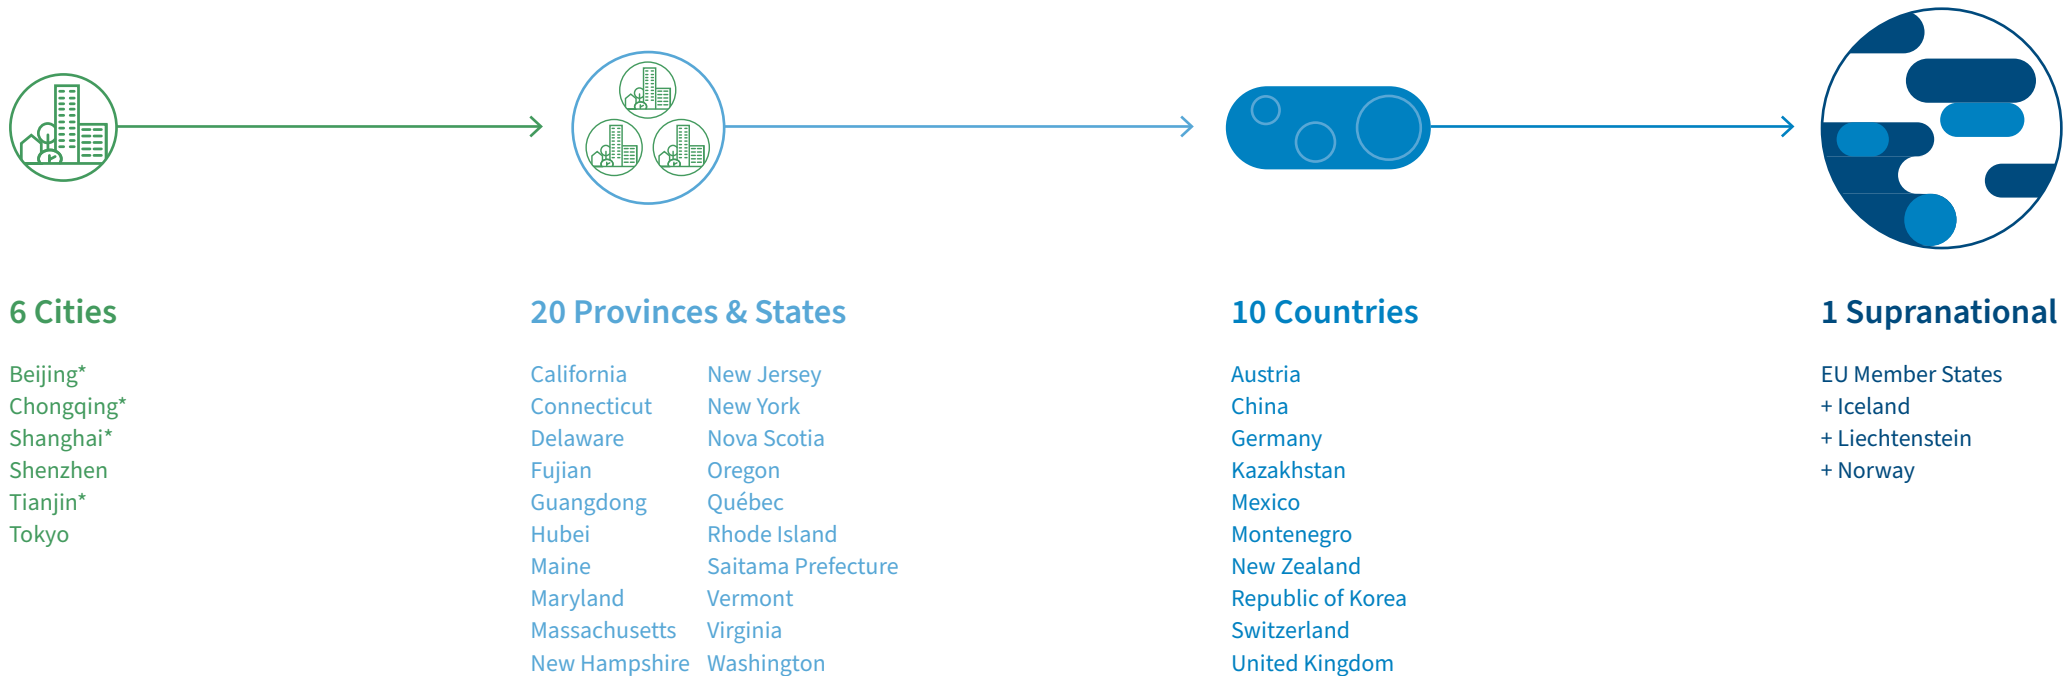 6 Cities
Beijing*
Chongqing*
Shanghai*
Shenzhen
Tianjin*
Tokyo
20 Provinces & States
California
Connecticut
Delaware
Fujian
Guangdong
Hubei
Maine
Maryland
Massachusetts
New Hampshire
New Jersey
New York
Nova Scotia
Oregon
Québec
Rhode Island
Saitama Prefecture
Vermont
Virginia
Washington
10 Countries
Austria
China
Germany
Kazakhstan
Mexico
Montenegro
New Zealand
Republic of Korea
Switzerland
United Kingdom
1 Supranational
EU Member States
+ Iceland
+ Liechtenstein
+ Norway